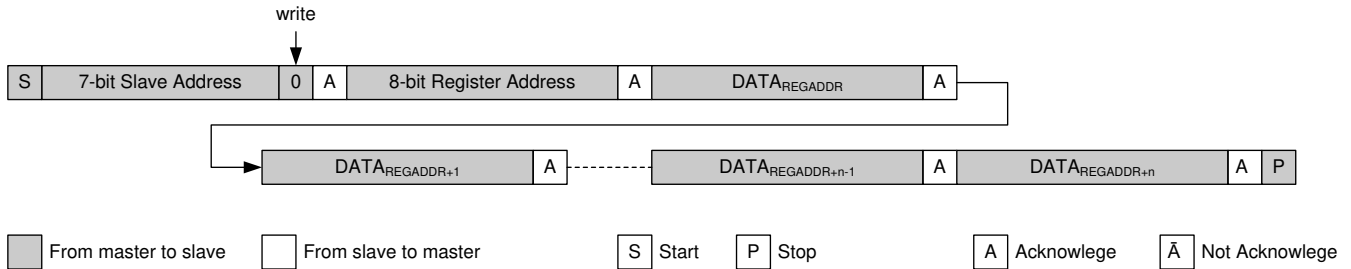 write
S 7-bit Slave Address 0 A 8-bit Register Address A DATAREGADDR A
DATAREGADDR+1 A DATAREGADDR+n-1 A DATAREGADDR+n A P
From master to slave From slave to master S Start P Stop A Acknowlege Ā Not Acknowlege